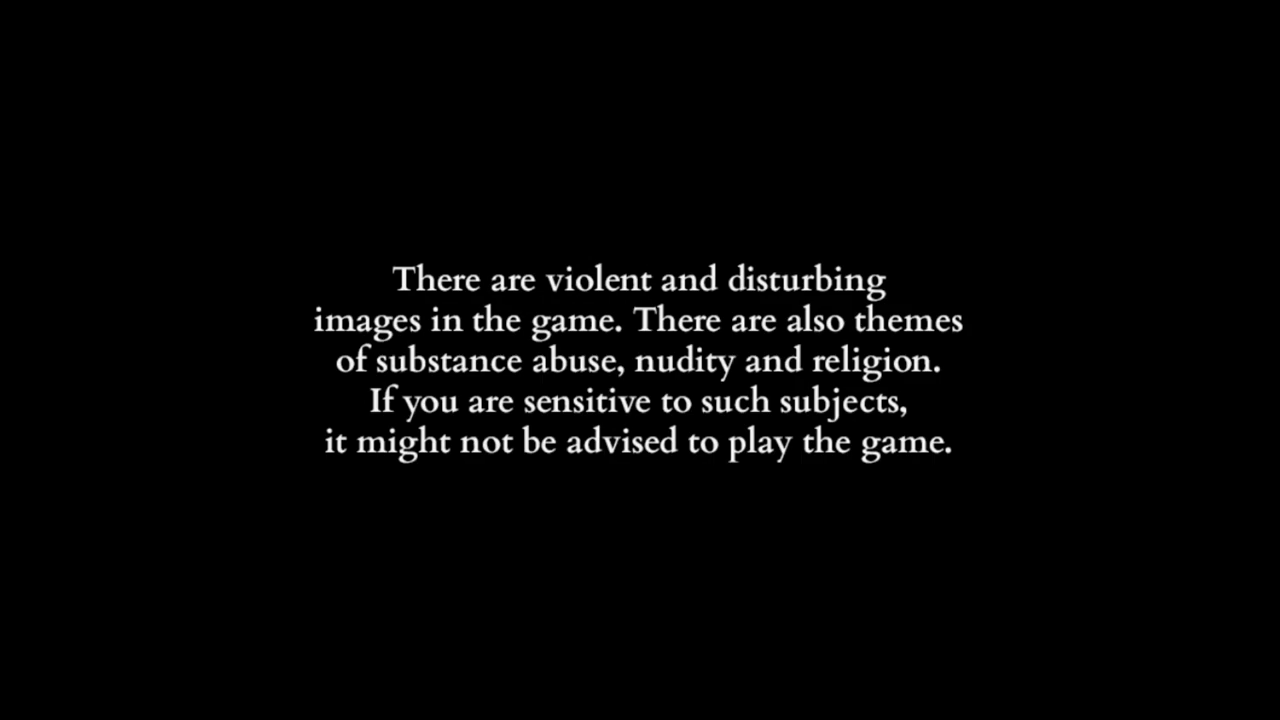 There are violent and disturbing
images in the game. There are also themes
of substance abuse, nudity and religion.
If you are sensitive to such subjects,
it might not be advised to play the game.